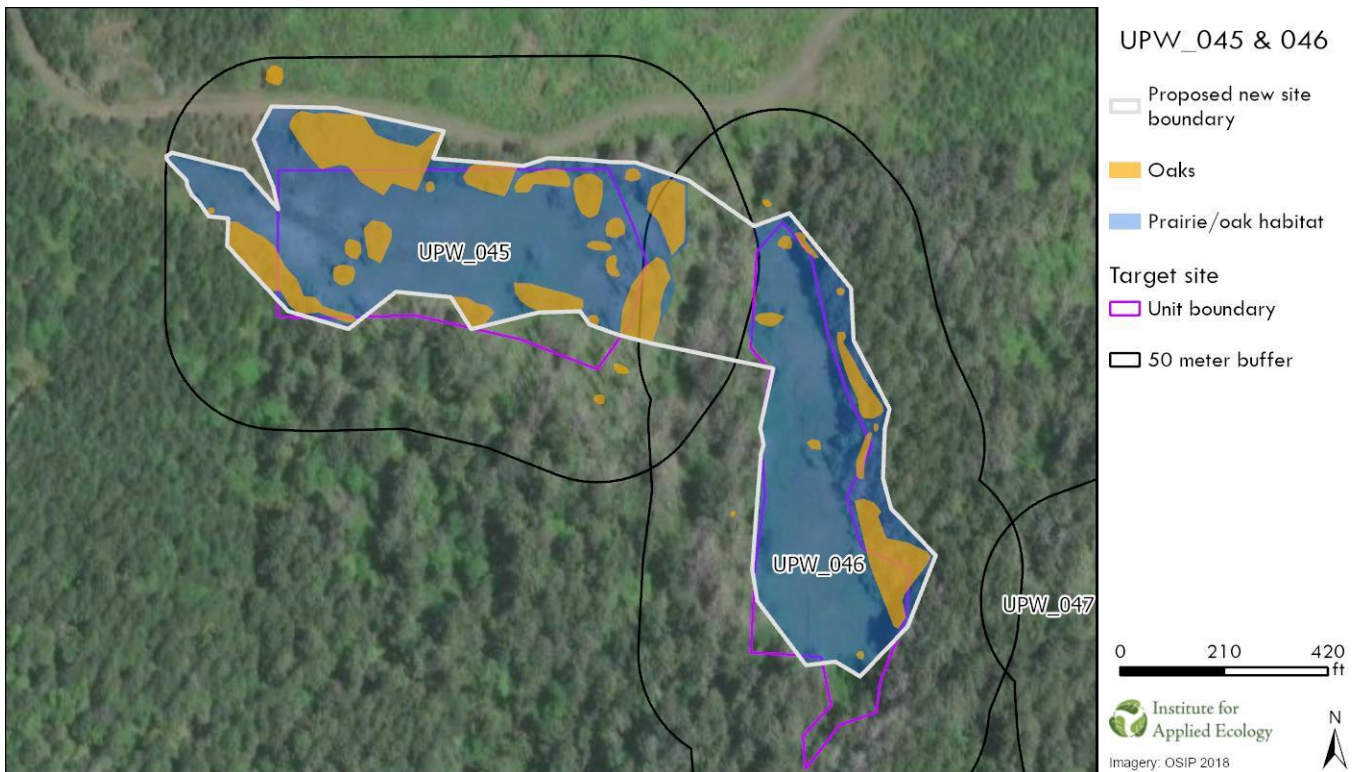 UPW_045 & 046
Proposed new site
boundary
Oaks
Prairie/oak habitat
Target site
Unit boundary
50 meter buffer
UPW_045
UPW_046
UPW_047
0 210 420
ft
Institute for
Applied Ecology
N
Imagery: OSIP 2018